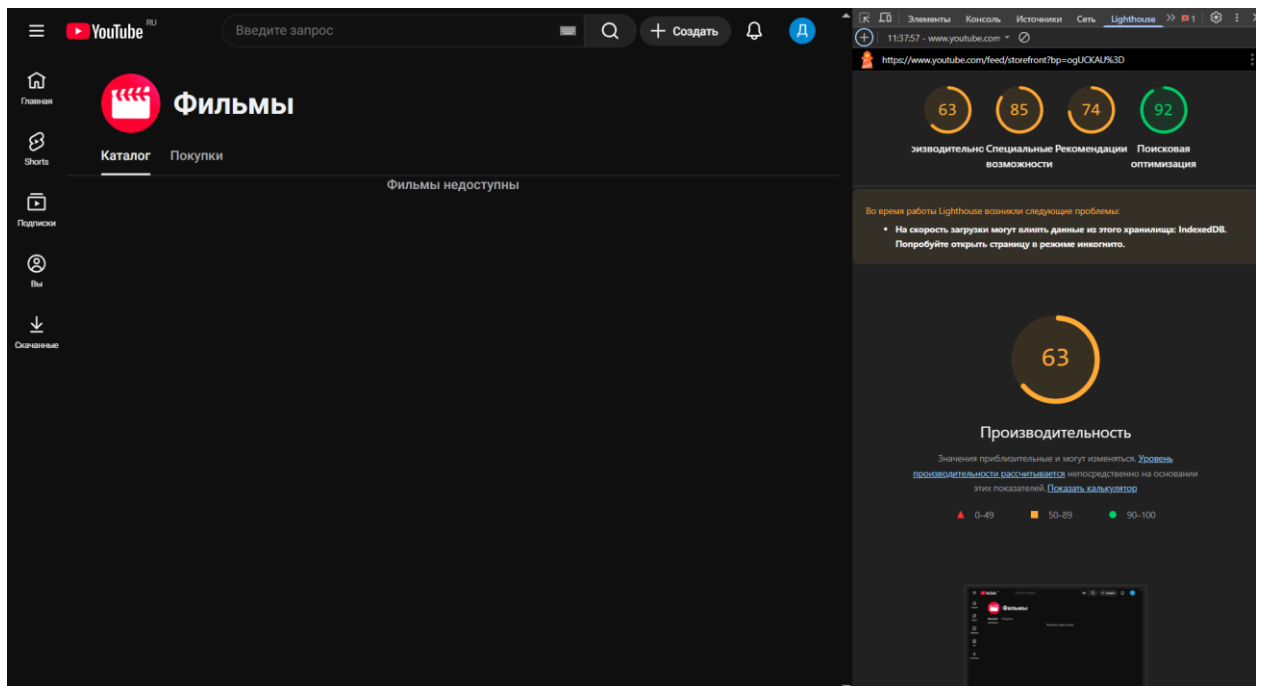 YouTube RU
Введите запрос
Создать
Д
Главная
Shorts
Подписки
Вы
Скачанные
Фильмы
Каталог Покупки
Фильмы недоступны
Элементы Консоль Источники Сеть Lighthouse 1
11:37:57 - www.youtube.com
https://www.youtube.com/feed/storefront?bp=ogUCKAU%3D
63 85 74 92
зизводительно Специальные возможности Рекомендации Поисковая оптимизация
Во время работы Lighthouse возникли следующие проблемы:
• На скорость загрузки могут влиять данные из этого хранилища: IndexedDB.
Попробуйте открыть страницу в режиме инкогнито.
63
Производительность
Значения приблизительные и могут изменяться. Уровень
производительности рассчитывается непосредственно на основании
этих показателей. Показать калькулятор
0–49 50–89 90–100
Фильмы